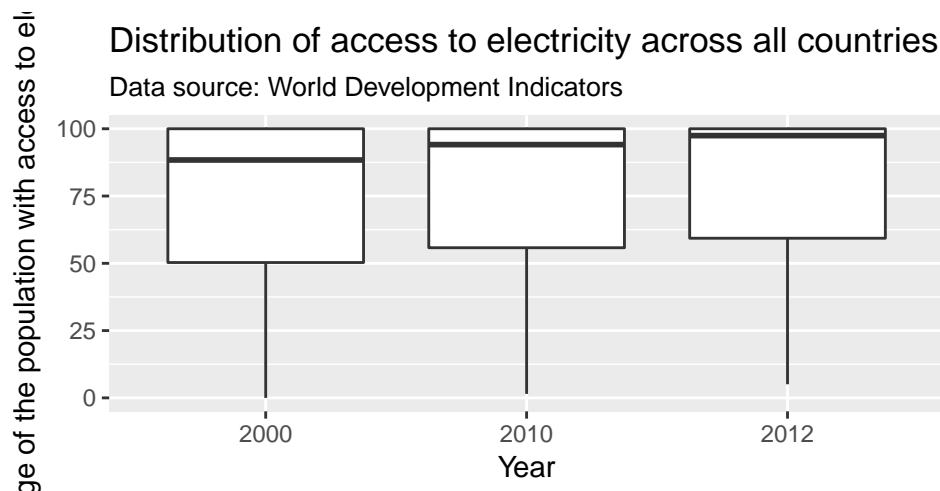 Distribution of access to electricity across all countries
Data source: World Development Indicators
ge of the population with access to el
100
75
50
25
0
2000 2010 2012
Year